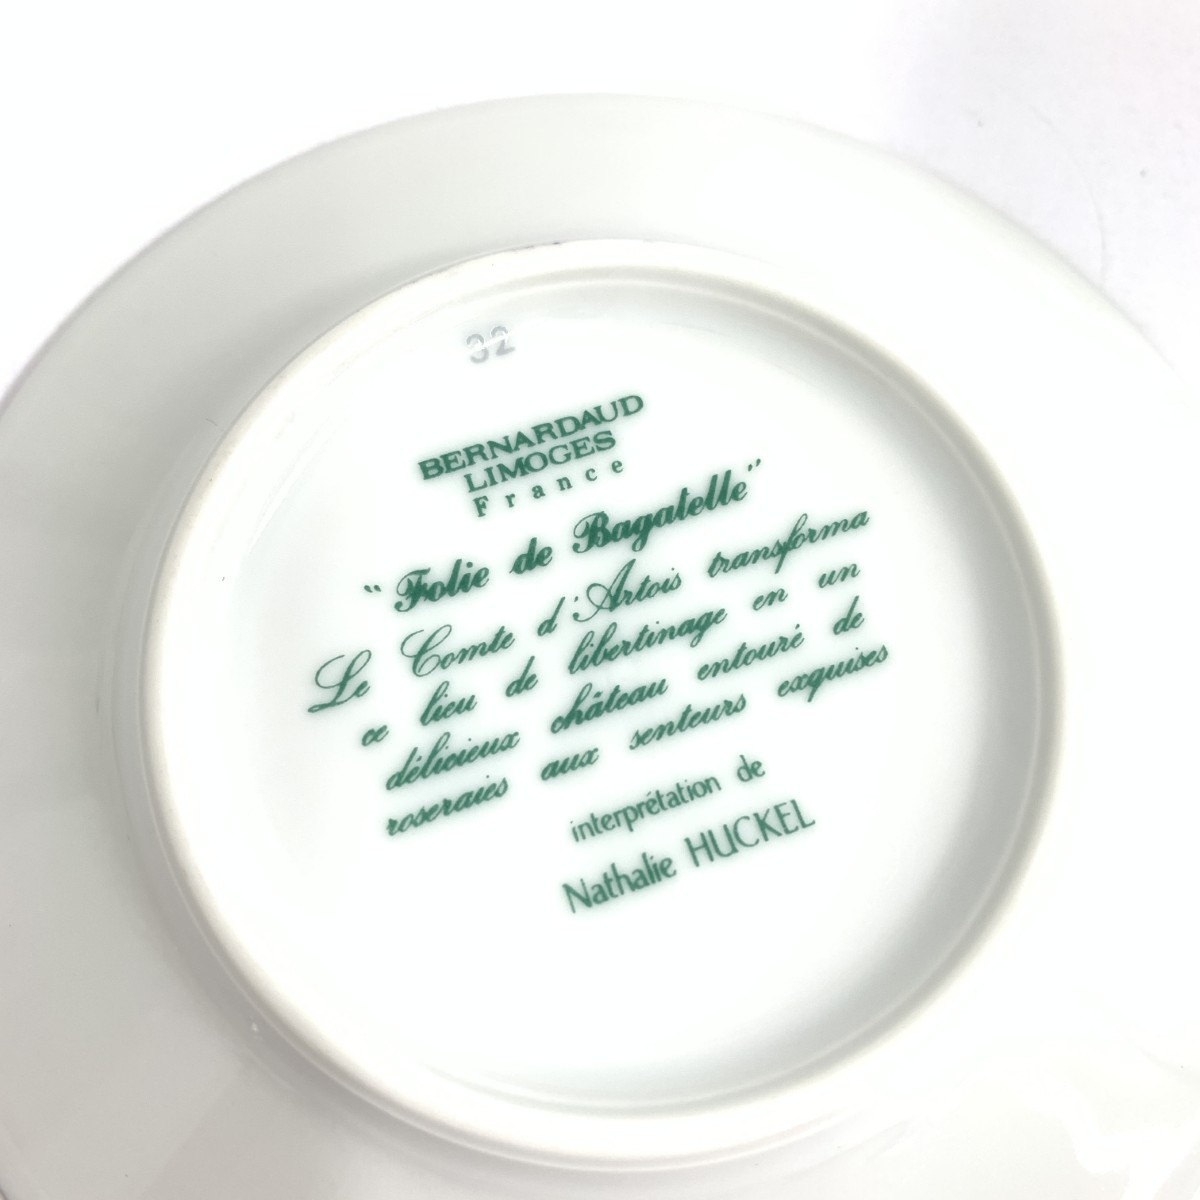 32
BERNARDAUD
LIMOGES
France
“Folie de Bagatelle”
Le Comte d'Artois transforma
ce lieu de libertinage en un
délicieux château entouré de
roseraies aux senteurs exquises
interprétation de
Nathalie HUCKEL